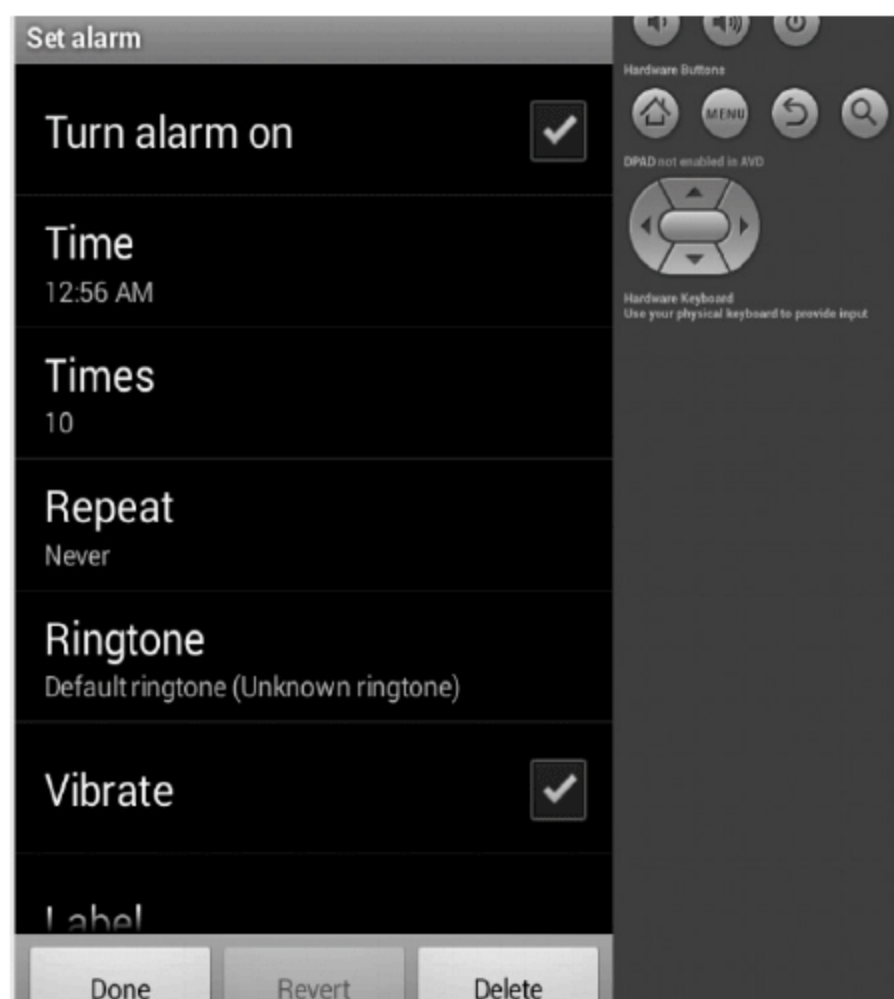 Set alarm
Turn alarm on
Time
12:56 AM
Times
10
Repeat
Never
Ringtone
Default ringtone (Unknown ringtone)
Vibrate
Label
Done
Revert
Delete
Hardware Buttons
MENU
DPAD not enabled in AVD
Hardware Keyboard
Use your physical keyboard to provide input